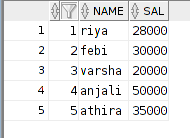 NAME SAL
1 1 riya 28000
2 2 febi 30000
3 3 varsha 20000
4 4 anjali 50000
5 5 athira 35000